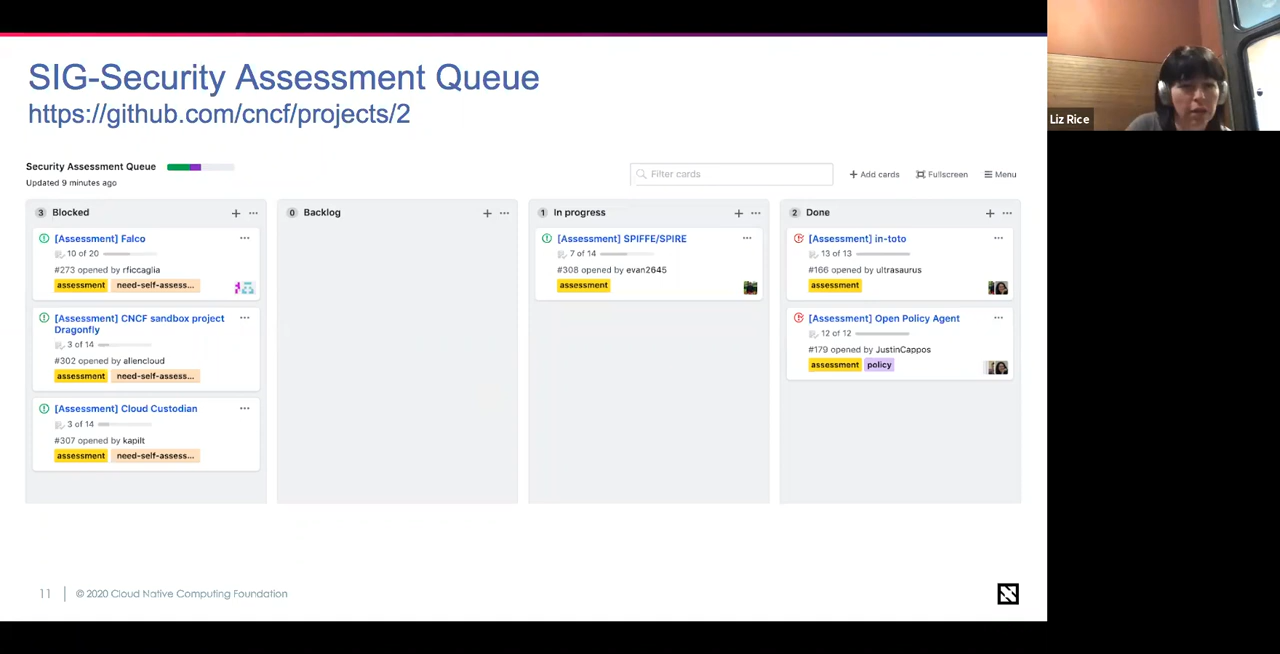 SIG-Security Assessment Queue
https://github.com/cncf/projects/2
Security Assessment Queue
Updated 9 minutes ago
Filter cards
+ Add cards
Fullscreen
Menu
3 Blocked
[Assessment] Falco
10 of 20
#273 opened by rficcaglia
assessment need-self-assess...
[Assessment] CNCF sandbox project
Dragonfly
3 of 14
#302 opened by allencloud
assessment need-self-assess...
[Assessment] Cloud Custodian
3 of 14
#307 opened by kapilt
assessment need-self-assess...
0 Backlog
1 In progress
[Assessment] SPIFFE/SPIRE
7 of 14
#308 opened by evan2645
assessment
2 Done
[Assessment] in-toto
13 of 13
#166 opened by ultrasaurus
assessment
[Assessment] Open Policy Agent
12 of 12
#179 opened by JustinCappos
assessment policy
11 | © 2020 Cloud Native Computing Foundation
Liz Rice